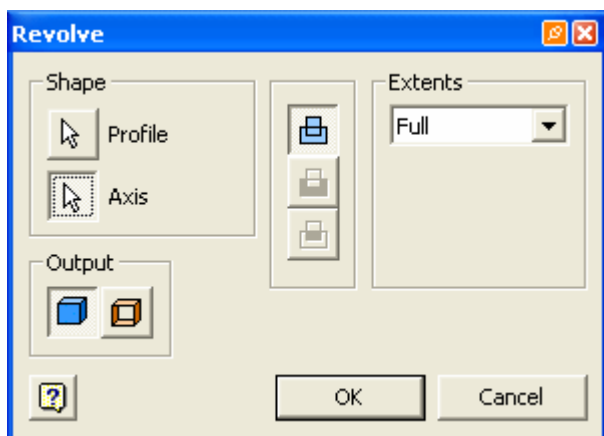 Revolve
Shape
Profile
Axis
Extents
Full
Output
?
OK
Cancel